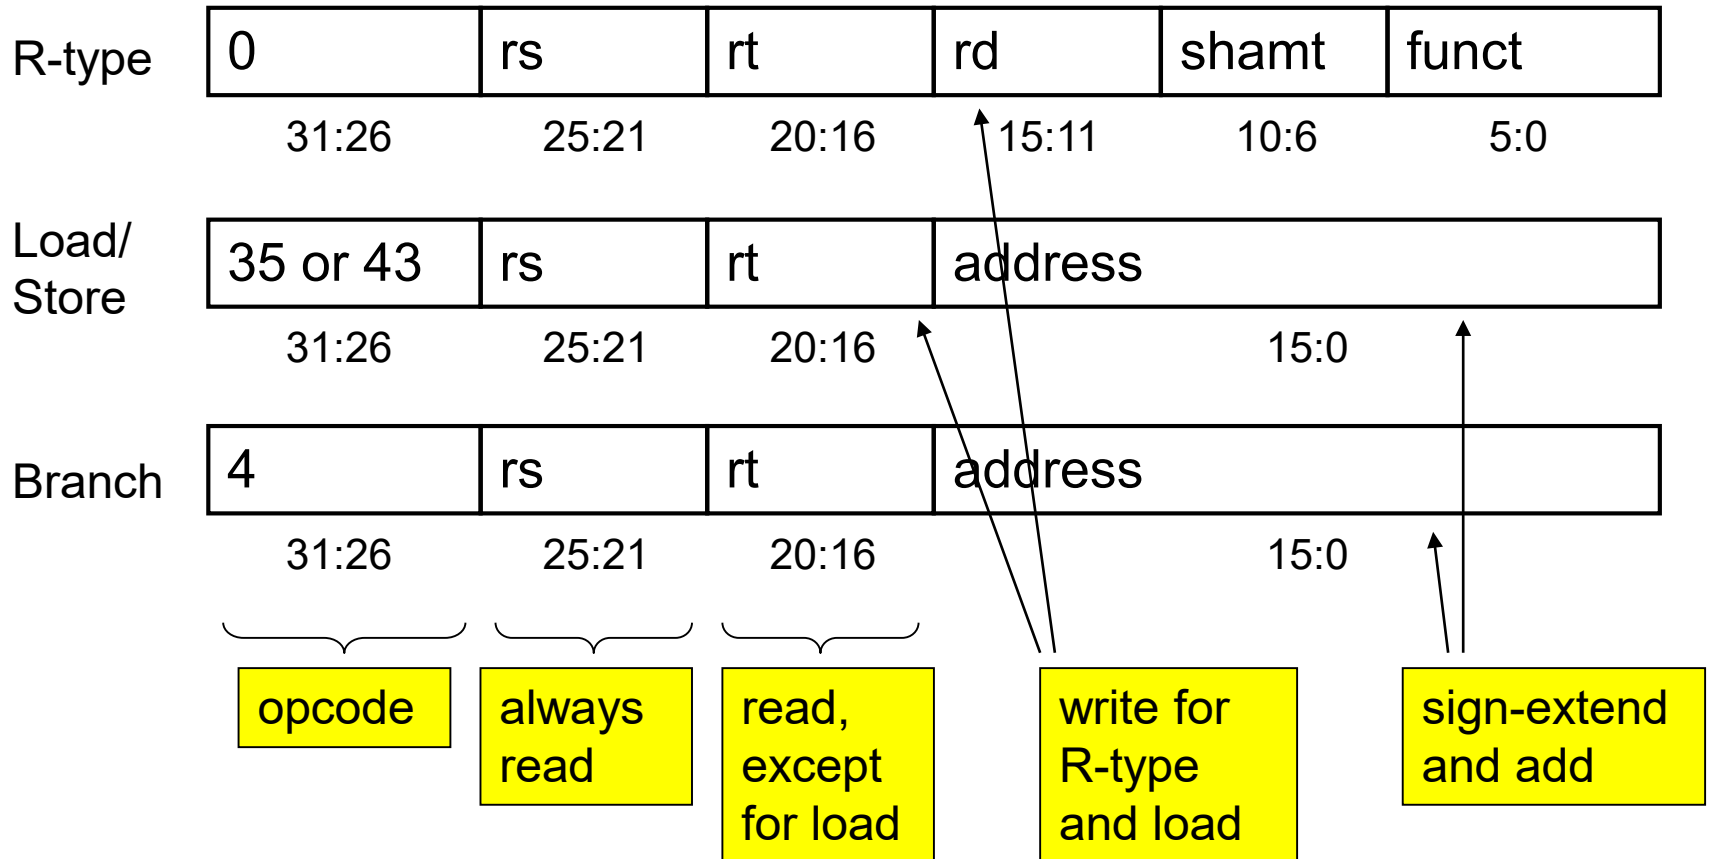 R-type 0 rs rt rd shamt funct
31:26 25:21 20:16 15:11 10:6 5:0
Load/
Store
35 or 43 rs rt address
31:26 25:21 20:16 15:0
Branch 4 rs rt address
31:26 25:21 20:16 15:0
opcode
always
read
read,
except
for load
write for
R-type
and load
sign-extend
and add